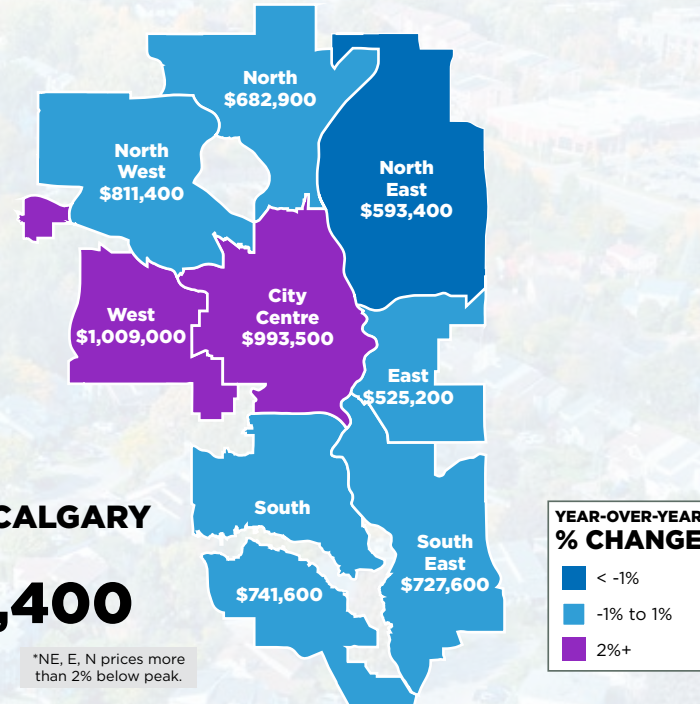 North
$682,900
North
West
$811,400
North
East
$593,400
West
$1,009,000
City
Centre
$993,500
East
$525,200
South
$741,600
South
East
$727,600
CALGARY
,400
*NE, E, N prices more
than 2% below peak.
YEAR-OVER-YEAR
% CHANGE
< -1%
-1% to 1%
2%+